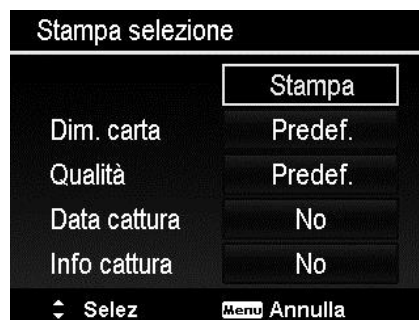 Stampa selezione
Stampa
Dim. carta Predef.
Qualità Predef.
Data cattura No
Info cattura No
Selez Menu Annulla